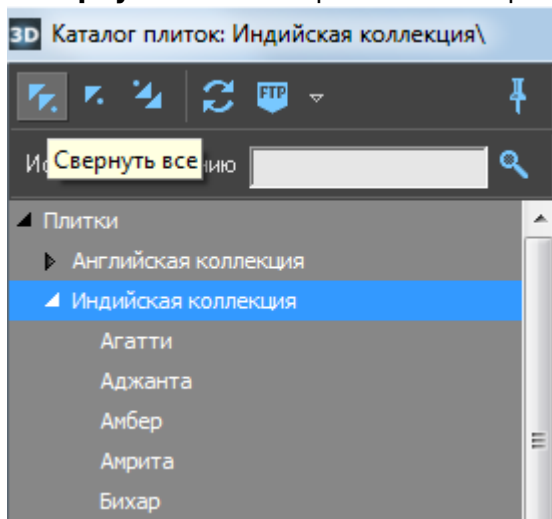 3D Каталог плиток: Индийская коллекция\
FTP
Свернуть все
Плитки
Английская коллекция
Индийская коллекция
Агатти
Аджанта
Амбер
Амрита
Бихар